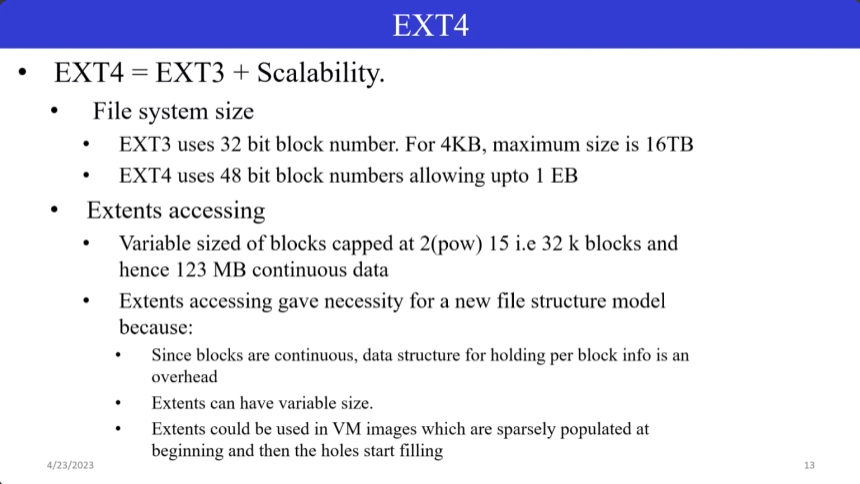 EXT4
• EXT4 = EXT3 + Scalability.
• File system size
• EXT3 uses 32 bit block number. For 4KB, maximum size is 16TB
• EXT4 uses 48 bit block numbers allowing upto 1 EB
• Extents accessing
• Variable sized of blocks capped at 2(pow) 15 i.e 32 k blocks and
hence 123 MB continuous data
• Extents accessing gave necessity for a new file structure model
because:
• Since blocks are continuous, data structure for holding per block info is an
overhead
• Extents can have variable size.
• Extents could be used in VM images which are sparsely populated at
beginning and then the holes start filling
4/23/2023
13